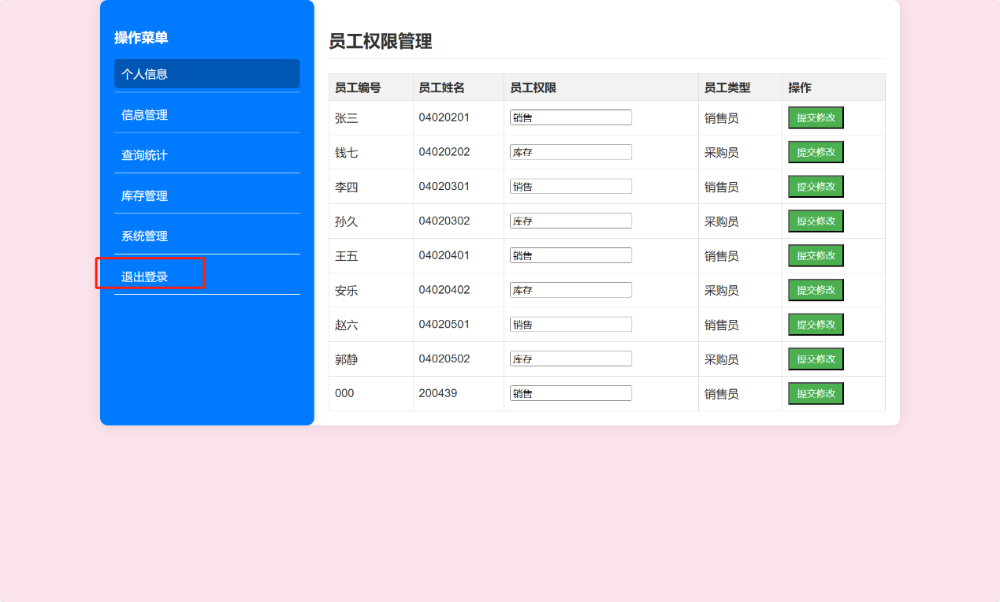 操作菜单
个人信息
信息管理
查询统计
库存管理
系统管理
退出登录
员工权限管理
员工编号 员工姓名 员工权限 员工类型 操作
张三 04020201 销售 销售员 提交修改
钱七 04020202 库存 采购员 提交修改
李四 04020301 销售 销售员 提交修改
孙久 04020302 库存 采购员 提交修改
王五 04020401 销售 销售员 提交修改
安乐 04020402 库存 采购员 提交修改
赵六 04020501 销售 销售员 提交修改
郭静 04020502 库存 采购员 提交修改
000 200439 销售 销售员 提交修改